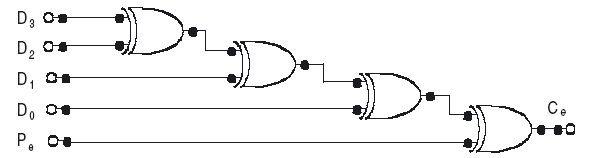 D₃
D₂
D₁
D₀
Pₑ
Cₑ